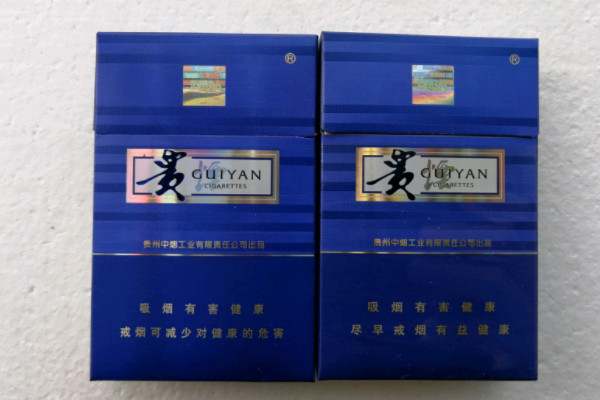 ®
贵 GUIYAN
CIGARETTES
贵州中烟工业有限责任公司出品
吸烟有害健康
戒烟可减少对健康的危害
®
贵 GUIYAN
CIGARETTES
贵州中烟工业有限责任公司出品
吸烟有害健康
尽早戒烟有益健康